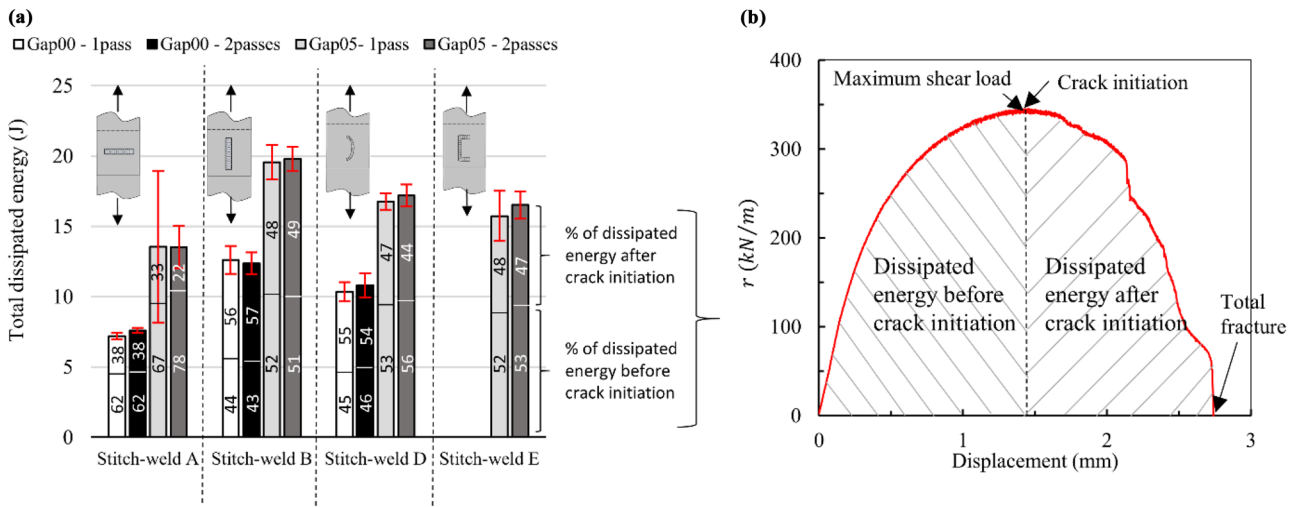 (a)
Gap00 - 1pass Gap00 - 2passes Gap05- 1pass Gap05 - 2passes
Total dissipated energy (J)
25
20
15
10
5
0
38
62
38
62
33
67
22
78
56
44
57
43
48
52
49
51
55
45
54
46
47
53
44
56
48
52
47
53
% of dissipated
energy after
crack initiation
% of dissipated
energy before
crack initiation
Stitch-weld A Stitch-weld B Stitch-weld D Stitch-weld E
(b)
400
300
200
100
0
r (kN/m)
Maximum shear load
Crack initiation
Dissipated
energy before
crack initiation
Dissipated
energy after
crack initiation
Total
fracture
0 1 2 3
Displacement (mm)